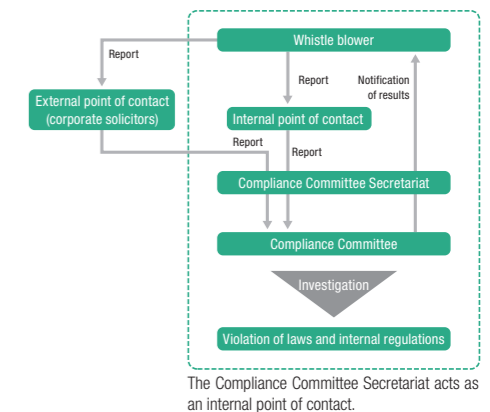 Whistle blower
Report
Report
Notification
of results
External point of contact
(corporate solicitors)
Internal point of contact
Report
Report
Compliance Committee Secretariat
Compliance Committee
Investigation
Violation of laws and internal regulations
The Compliance Committee Secretariat acts as
an internal point of contact.